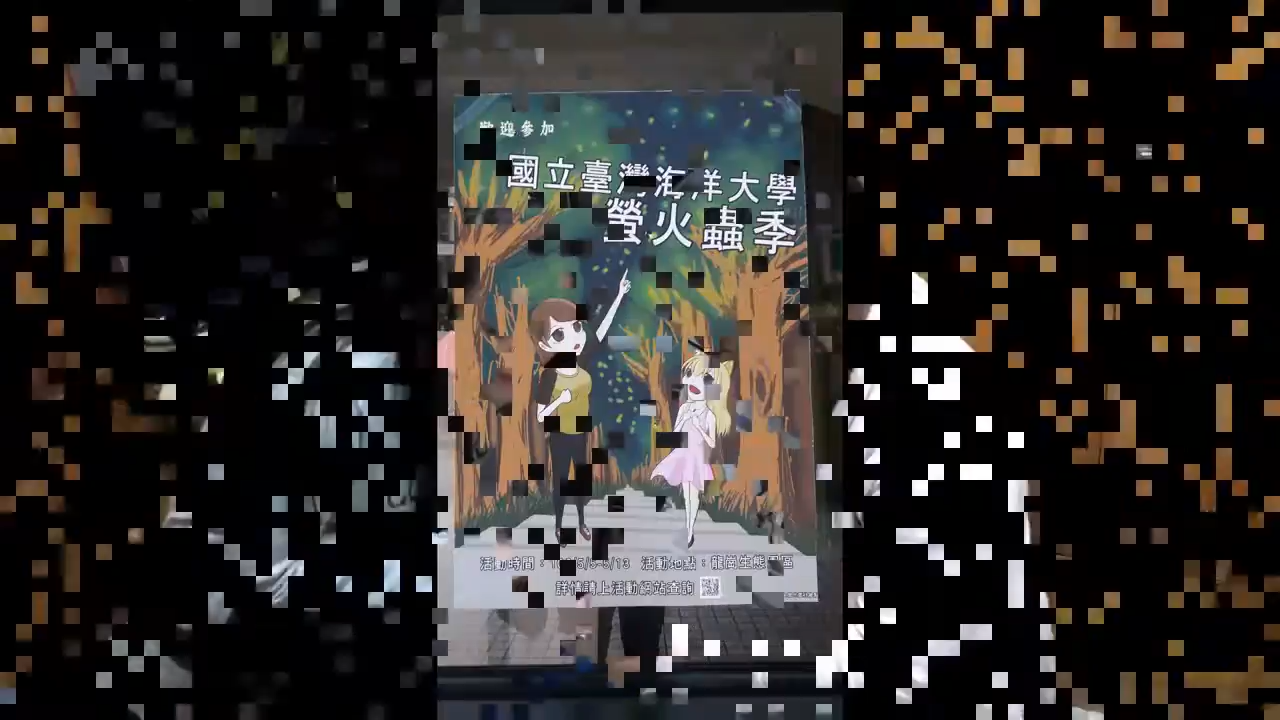 歡迎參加
國立臺灣海洋大學
螢火蟲季
活動時間： 活動地點：龍崗生態園區
詳情請上活動網站查詢